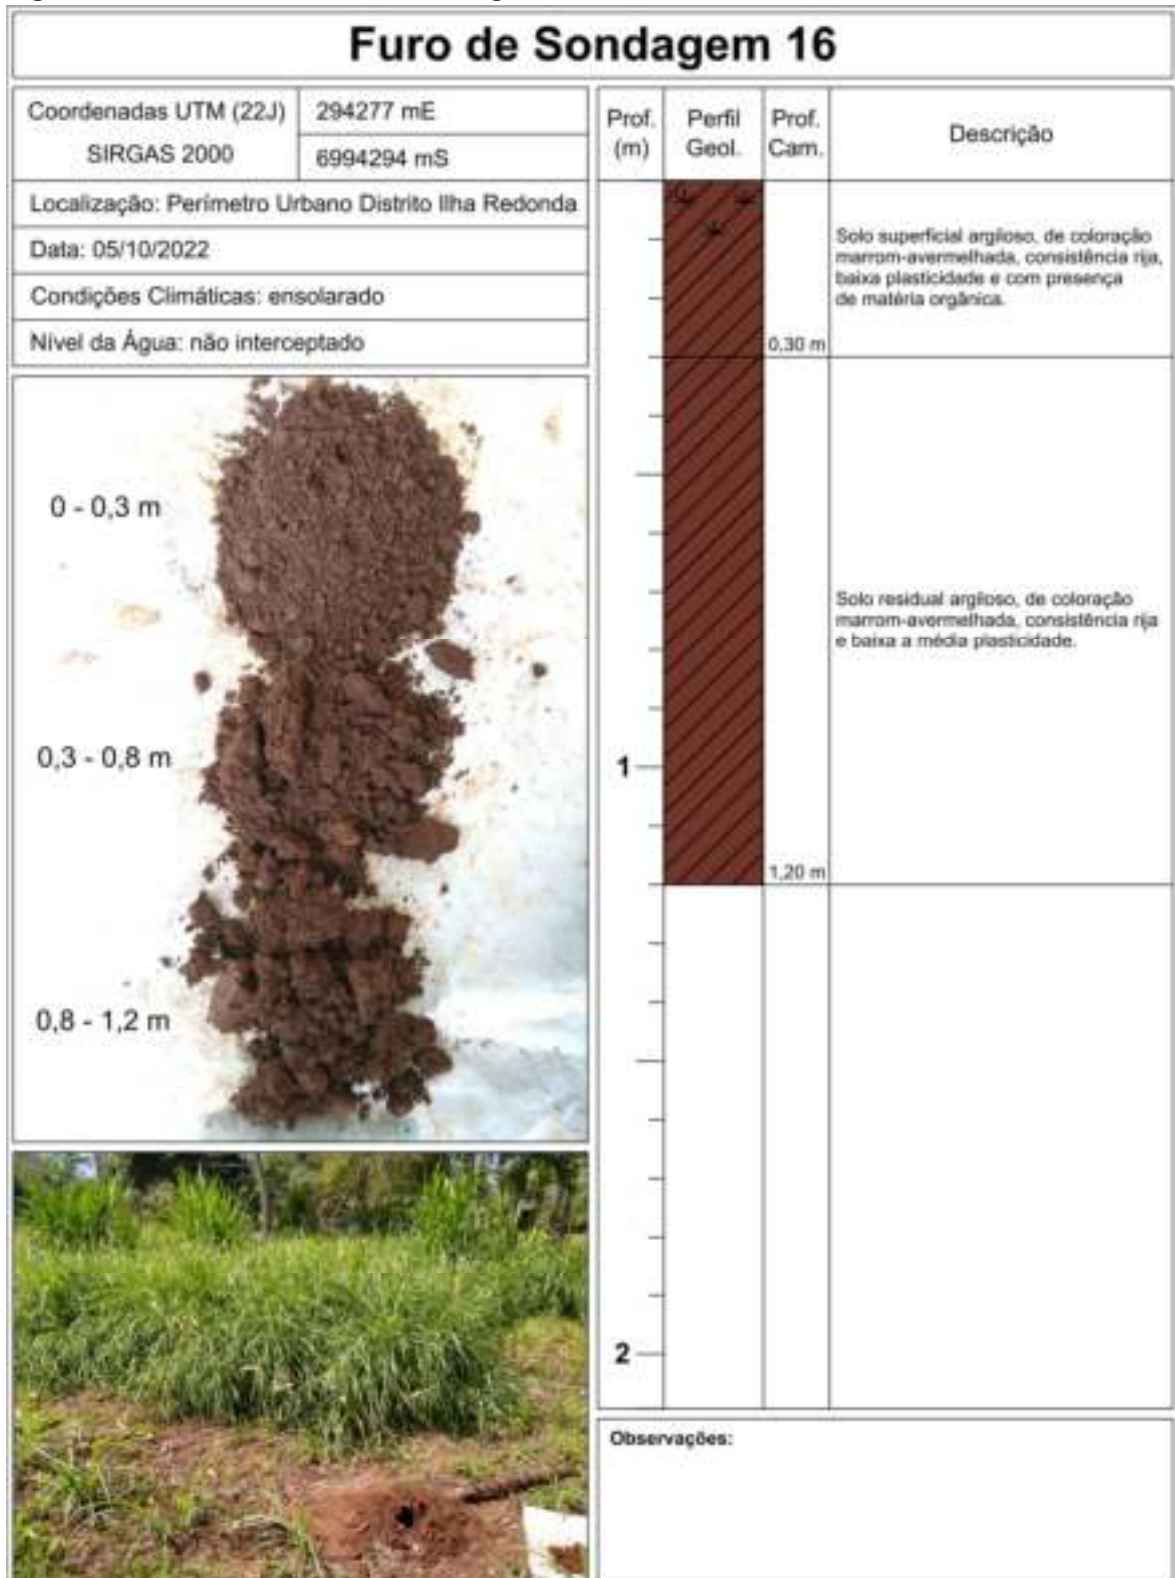 Furo de Sondagem 16
Coordenadas UTM (22J)
SIRGAS 2000
294277 mE
6994294 mS
Localização: Perímetro Urbano Distrito Ilha Redonda
Data: 05/10/2022
Condições Climáticas: ensolarado
Nível da Água: não interceptado
0 - 0,3 m
0,3 - 0,8 m
0,8 - 1,2 m
Prof.
(m)
Perfil
Geol.
Prof.
Cam.
Descrição
Solo superficial argiloso, de coloração
marrom-avermelhada, consistência rija,
baixa plasticidade e com presença
de matéria orgânica.
0,30 m
Solo residual argiloso, de coloração
marrom-avermelhada, consistência rija
e baixa a média plasticidade.
1
1,20 m
2
Observações: